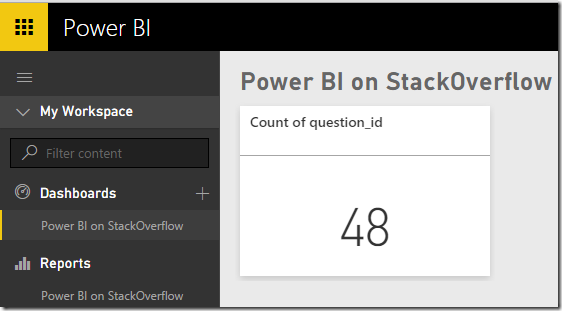 Power BI
My Workspace
Filter content
Dashboards
Power BI on StackOverflow
Reports
Power BI on StackOverflow
Power BI on StackOverflow
Count of question_id
48